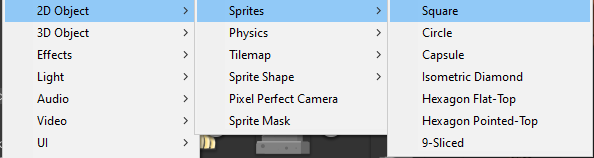 2D Object
3D Object
Effects
Light
Audio
Video
UI
Sprites
Physics
Tilemap
Sprite Shape
Pixel Perfect Camera
Sprite Mask
Square
Circle
Capsule
Isometric Diamond
Hexagon Flat-Top
Hexagon Pointed-Top
9-Sliced